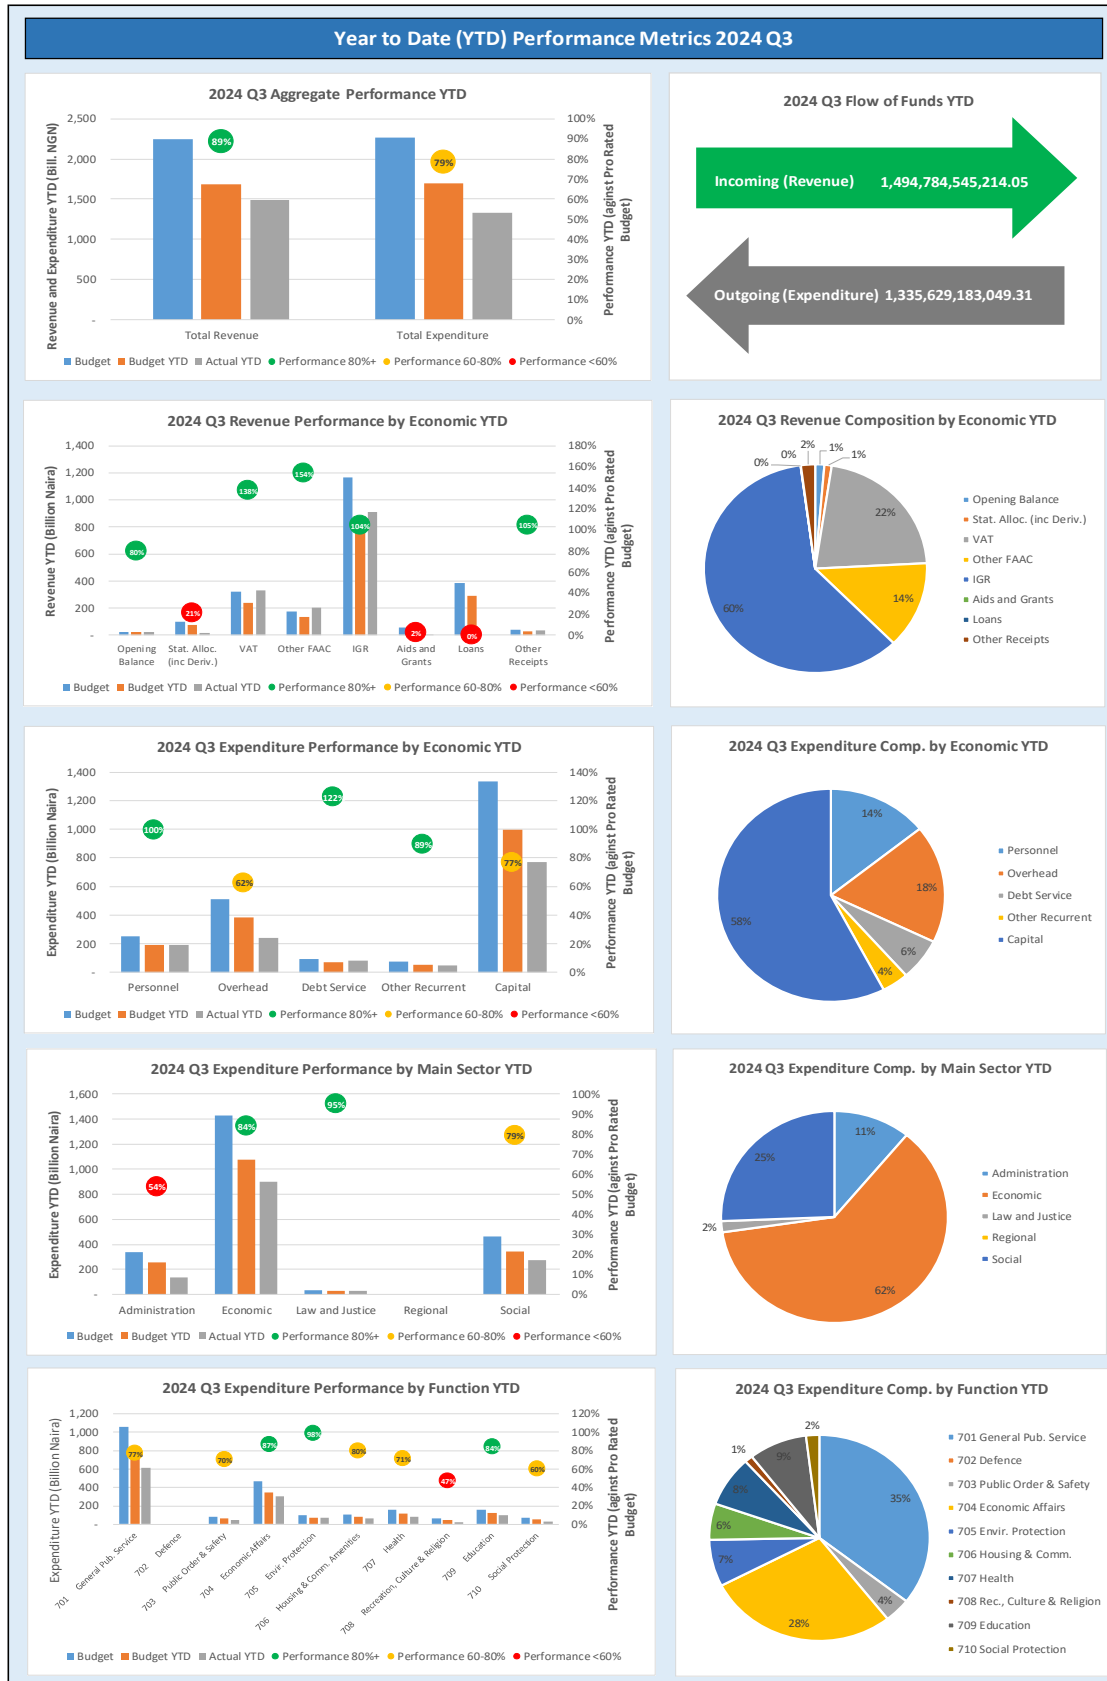 Year to Date (YTD) Performance Metrics 2024 Q3
2024 Q3 Aggregate Performance YTD
Revenue and Expenditure YTD (Bill. NGN)
2,500
2,000
1,500
1,000
500
-
100%
90%
80%
70%
60%
50%
40%
30%
20%
10%
0%
Performance YTD (aginst Pro Rated Budget)
89%
79%
Total Revenue
Total Expenditure
Budget
Budget YTD
Actual YTD
Performance 80%+
Performance 60-80%
Performance <60%
2024 Q3 Flow of Funds YTD
Incoming (Revenue) 1,494,784,545,214.05
Outgoing (Expenditure) 1,335,629,183,049.31
2024 Q3 Revenue Performance by Economic YTD
Revenue YTD (Billion Naira)
1,400
1,200
1,000
800
600
400
200
-
180%
160%
140%
120%
100%
80%
60%
40%
20%
0%
Performance YTD (aginst Pro Rated Budget)
80%
21%
138%
154%
104%
2%
0%
105%
Opening Balance
Stat. Alloc. (inc Deriv.)
VAT
Other FAAC
IGR
Aids and Grants
Loans
Other Receipts
Budget
Budget YTD
Actual YTD
Performance 80%+
Performance 60-80%
Performance <60%
2024 Q3 Revenue Composition by Economic YTD
0%
0%
2%
1%
1%
22%
14%
60%
Opening Balance
Stat. Alloc. (inc Deriv.)
VAT
Other FAAC
IGR
Aids and Grants
Loans
Other Receipts
2024 Q3 Expenditure Performance by Economic YTD
Expenditure YTD (Billion Naira)
1,400
1,200
1,000
800
600
400
200
-
140%
120%
100%
80%
60%
40%
20%
0%
Performance YTD (aginst Pro Rated Budget)
100%
62%
122%
89%
77%
Personnel
Overhead
Debt Service
Other Recurrent
Capital
Budget
Budget YTD
Actual YTD
Performance 80%+
Performance 60-80%
Performance <60%
2024 Q3 Expenditure Comp. by Economic YTD
14%
18%
6%
4%
58%
Personnel
Overhead
Debt Service
Other Recurrent
Capital
2024 Q3 Expenditure Performance by Main Sector YTD
Expenditure YTD (Billion Naira)
1,600
1,400
1,200
1,000
800
600
400
200
-
100%
90%
80%
70%
60%
50%
40%
30%
20%
10%
0%
Performance YTD (aginst Pro Rated Budget)
54%
84%
95%
79%
Administration
Economic
Law and Justice
Regional
Social
Budget
Budget YTD
Actual YTD
Performance 80%+
Performance 60-80%
Performance <60%
2024 Q3 Expenditure Comp. by Main Sector YTD
11%
62%
2%
25%
Administration
Economic
Law and Justice
Regional
Social
2024 Q3 Expenditure Performance by Function YTD
Expenditure YTD (Billion Naira)
1,200
1,000
800
600
400
200
-
120%
100%
80%
60%
40%
20%
0%
Performance YTD (aginst Pro Rated Budget)
77%
70%
87%
98%
80%
71%
47%
84%
60%
701 General Pub. Service
702 Defence
703 Public Order & Safety
704 Economic Affairs
705 Envir. Protection
706 Housing & Comm. Amenities
707 Health
708 Recreation, Culture & Religion
709 Education
710 Social Protection
Budget
Budget YTD
Actual YTD
Performance 80%+
Performance 60-80%
Performance <60%
2024 Q3 Expenditure Comp. by Function YTD
35%
4%
28%
7%
6%
8%
1%
9%
2%
701 General Pub. Service
702 Defence
703 Public Order & Safety
704 Economic Affairs
705 Envir. Protection
706 Housing & Comm.
707 Health
708 Rec., Culture & Religion
709 Education
710 Social Protection